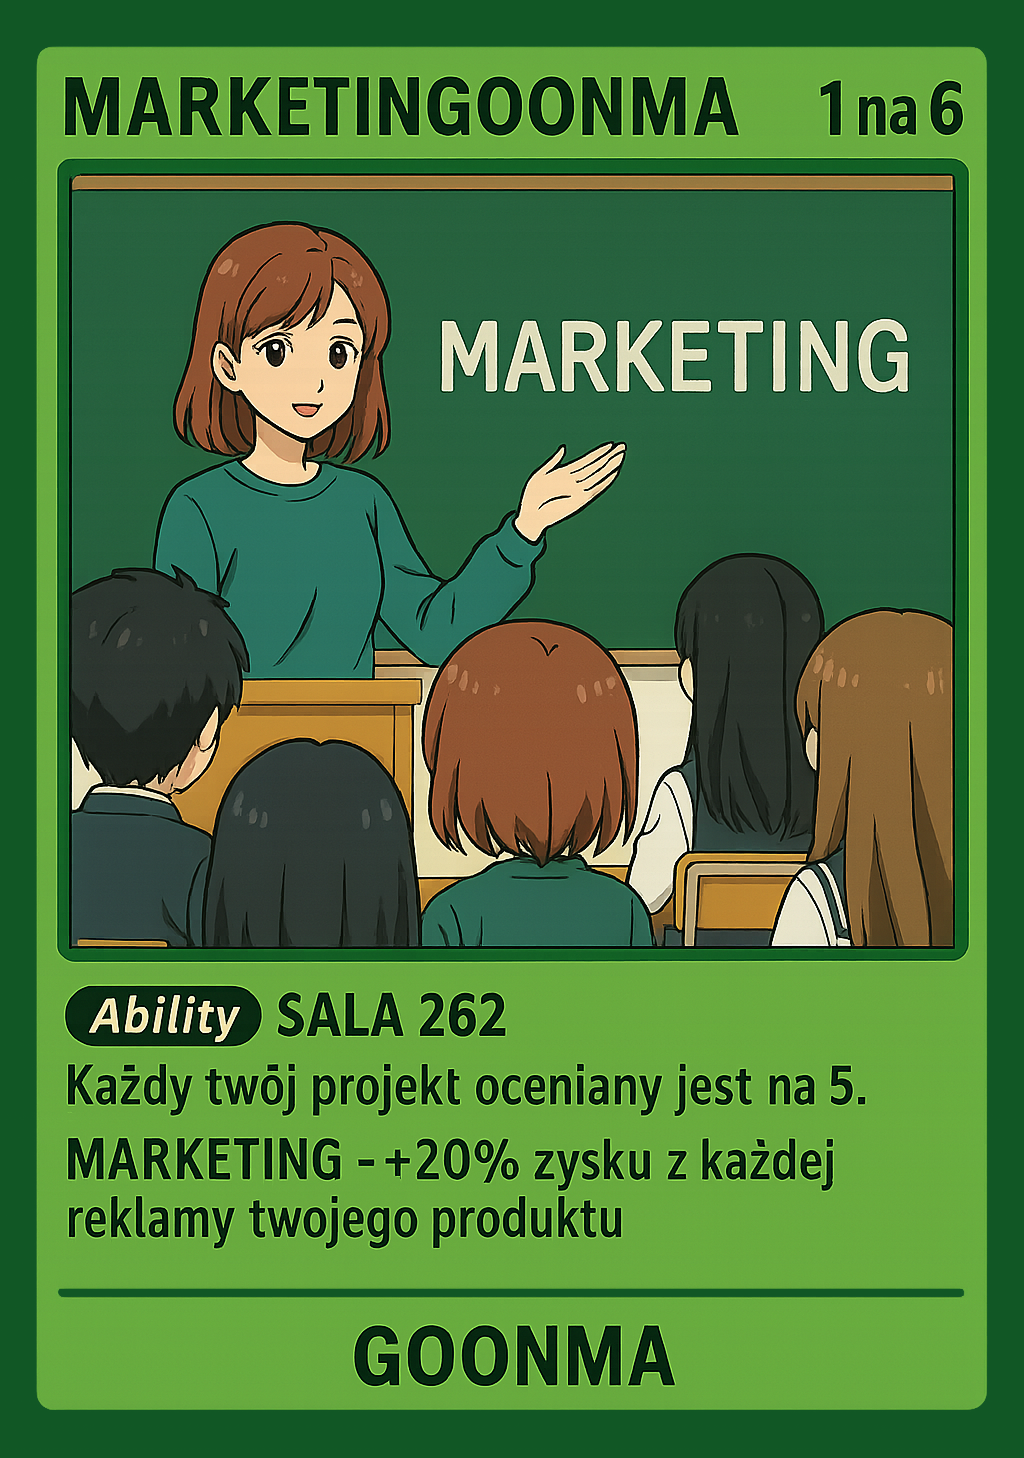 MARKETINGOONMA 1 na 6
MARKETING
Ability SALA 262
Każdy twōj projekt oceniany jest na 5.
MARKETING -+20% zysku z każdej
reklamy twojego produktu
GOONMA